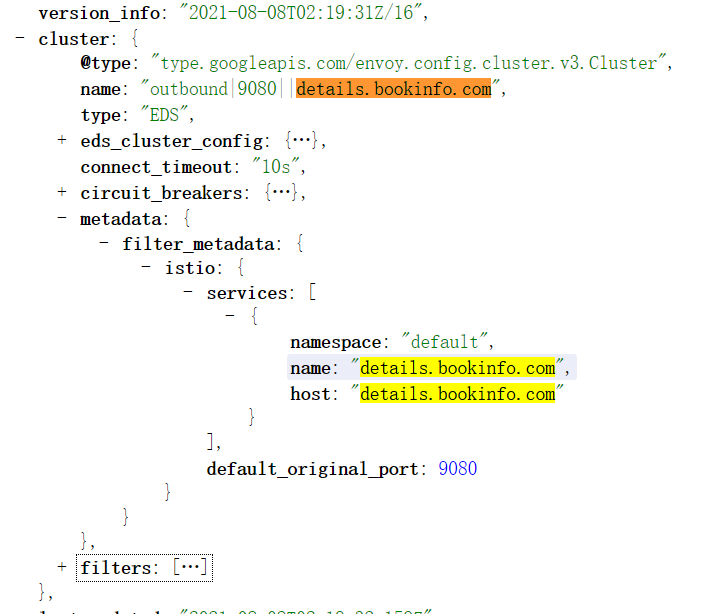 version_info: "2021-08-08T02:19:31Z/16",
- cluster: {
@type: "type.googleapis.com/envoy.config.cluster.v3.Cluster",
name: "outbound|9080||details.bookinfo.com",
type: "EDS",
+ eds_cluster_config: {…},
connect_timeout: "10s",
+ circuit_breakers: {…},
- metadata: {
- filter_metadata: {
- istio: {
- services: [
- {
namespace: "default",
name: "details.bookinfo.com",
host: "details.bookinfo.com"
}
],
default_original_port: 9080
}
}
},
+ filters: […]
},